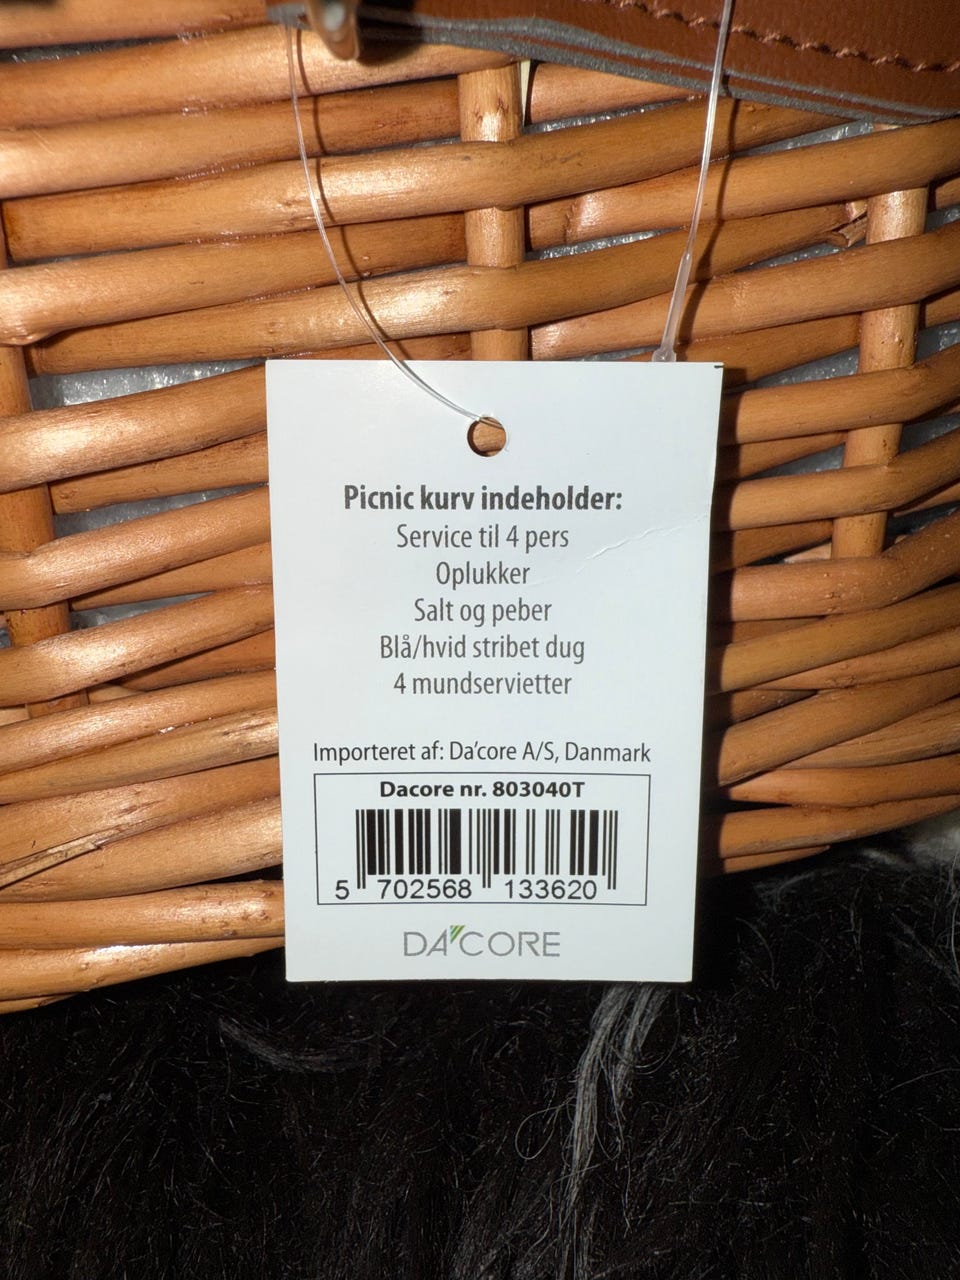 Picnic kurv indeholder:
Service til 4 pers
Oplukker
Salt og peber
Blå/hvid stribet dug
4 mundservietter
Importeret af: Da'core A/S, Danmark
Dacore nr. 803040T
5 702568 133620
DA'CORE